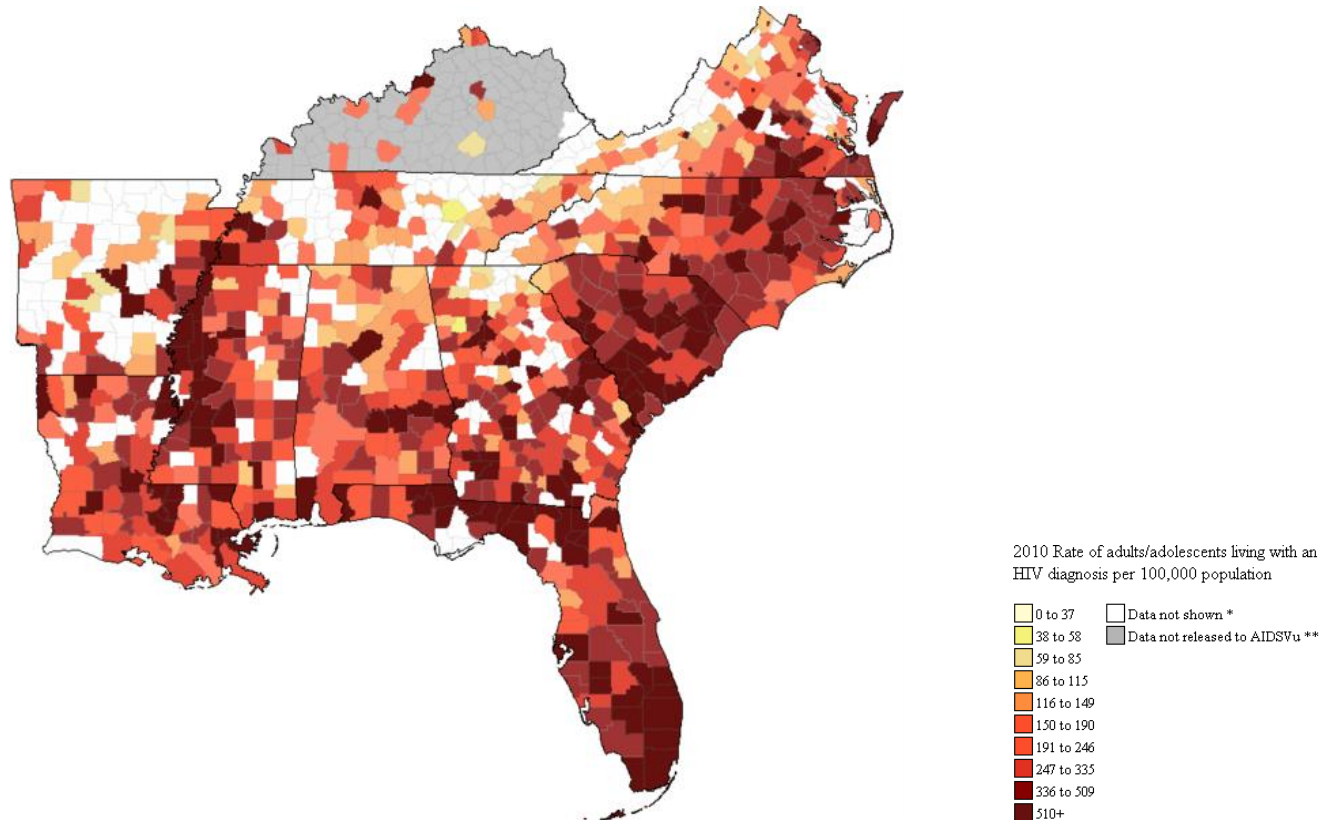 2010 Rate of adults/adolescents living with an
HIV diagnosis per 100,000 population
0 to 37
Data not shown *
38 to 58
Data not released to AIDSVu **
59 to 85
86 to 115
116 to 149
150 to 190
191 to 246
247 to 335
336 to 509
510+